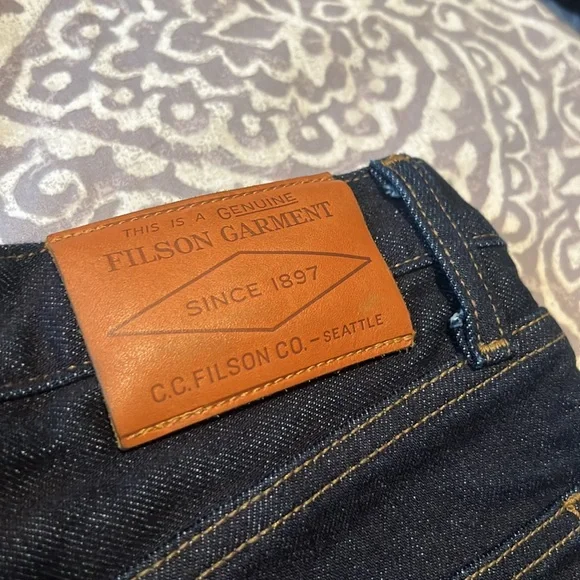 THIS IS A GENUINE
FILSON GARMENT
SINCE 1897
C.C. FILSON CO. – SEATTLE